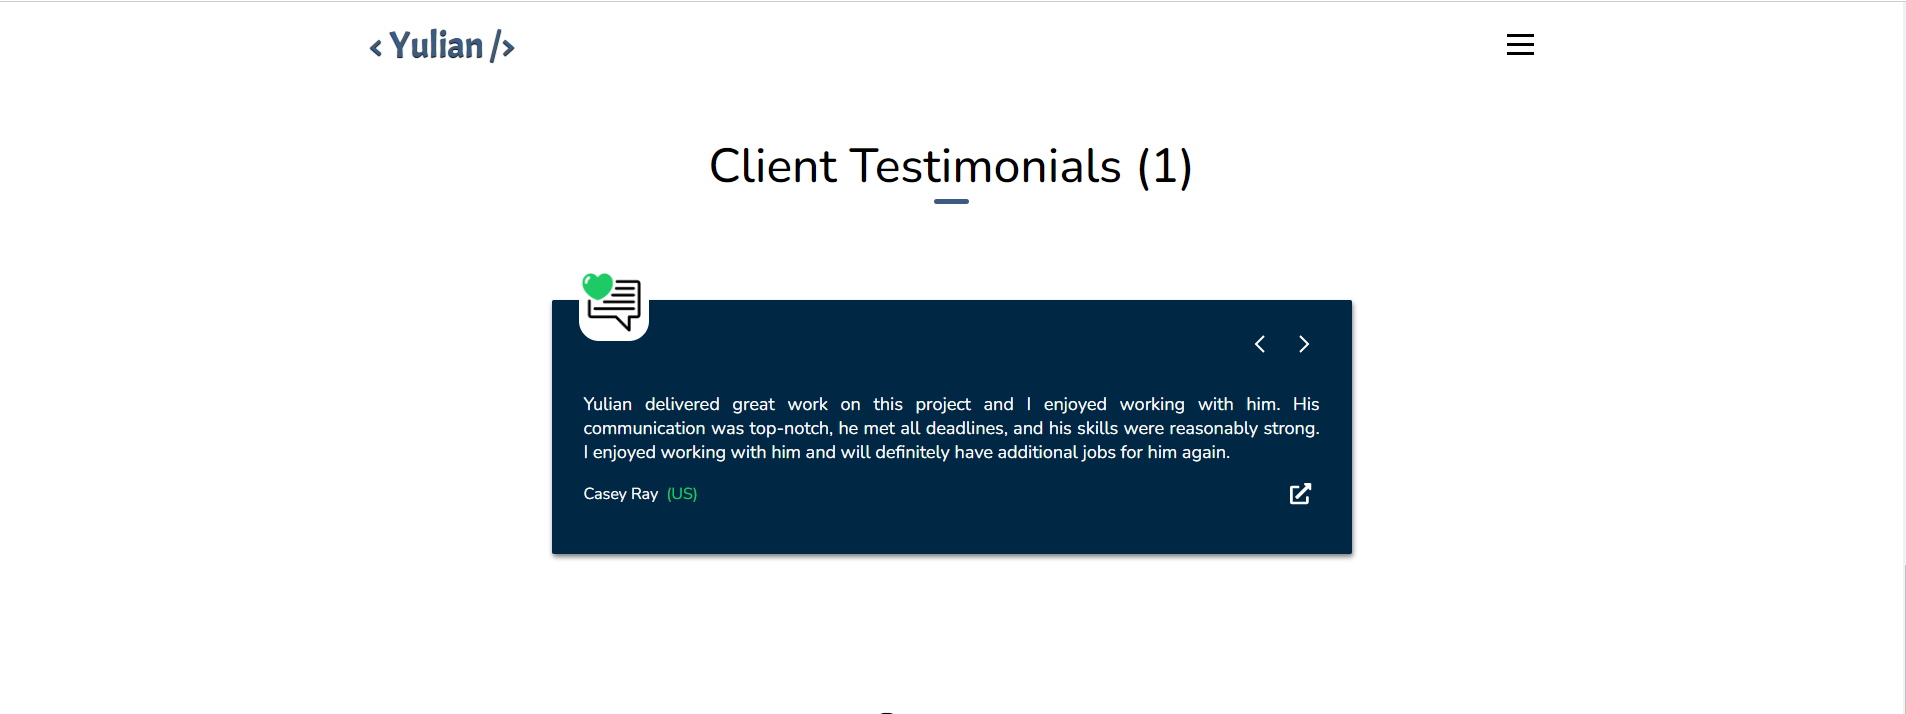 < Yulian />
Client Testimonials (1)
Yulian delivered great work on this project and I enjoyed working with him. His
communication was top-notch, he met all deadlines, and his skills were reasonably strong.
I enjoyed working with him and will definitely have additional jobs for him again.
Casey Ray (US)